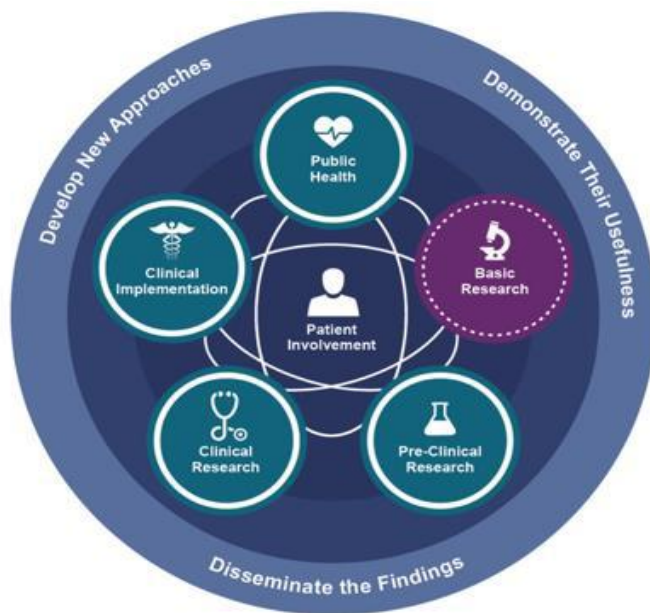 Develop New Approaches
Demonstrate Their Usefulness
Public
Health
Clinical
Implementation
Basic
Research
Patient
Involvement
Clinical
Research
Pre-Clinical
Research
Disseminate the Findings